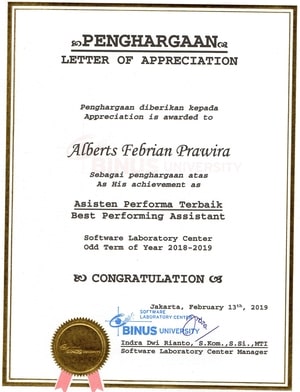 PENGHARGAAN
LETTER OF APPRECIATION
Penghargaan diberikan kepada
Appreciation is awarded to
Alberts Febrian Prawira
BINUS UNIVERSITY
Sebagai penghargaan atas
As His achievement as
Asisten Performa Terbaik
Best Performing Assistant
Software Laboratory Center
Odd Term of Year 2018-2019
CONGRATULATION
Jakarta, February 13th, 2019
SOFTWARE
LABORATORY CENTER
BINUS UNIVERSITY
Indra Dwi Rianto, S.Kom.,S.Si.,MTI
Software Laboratory Center Manager